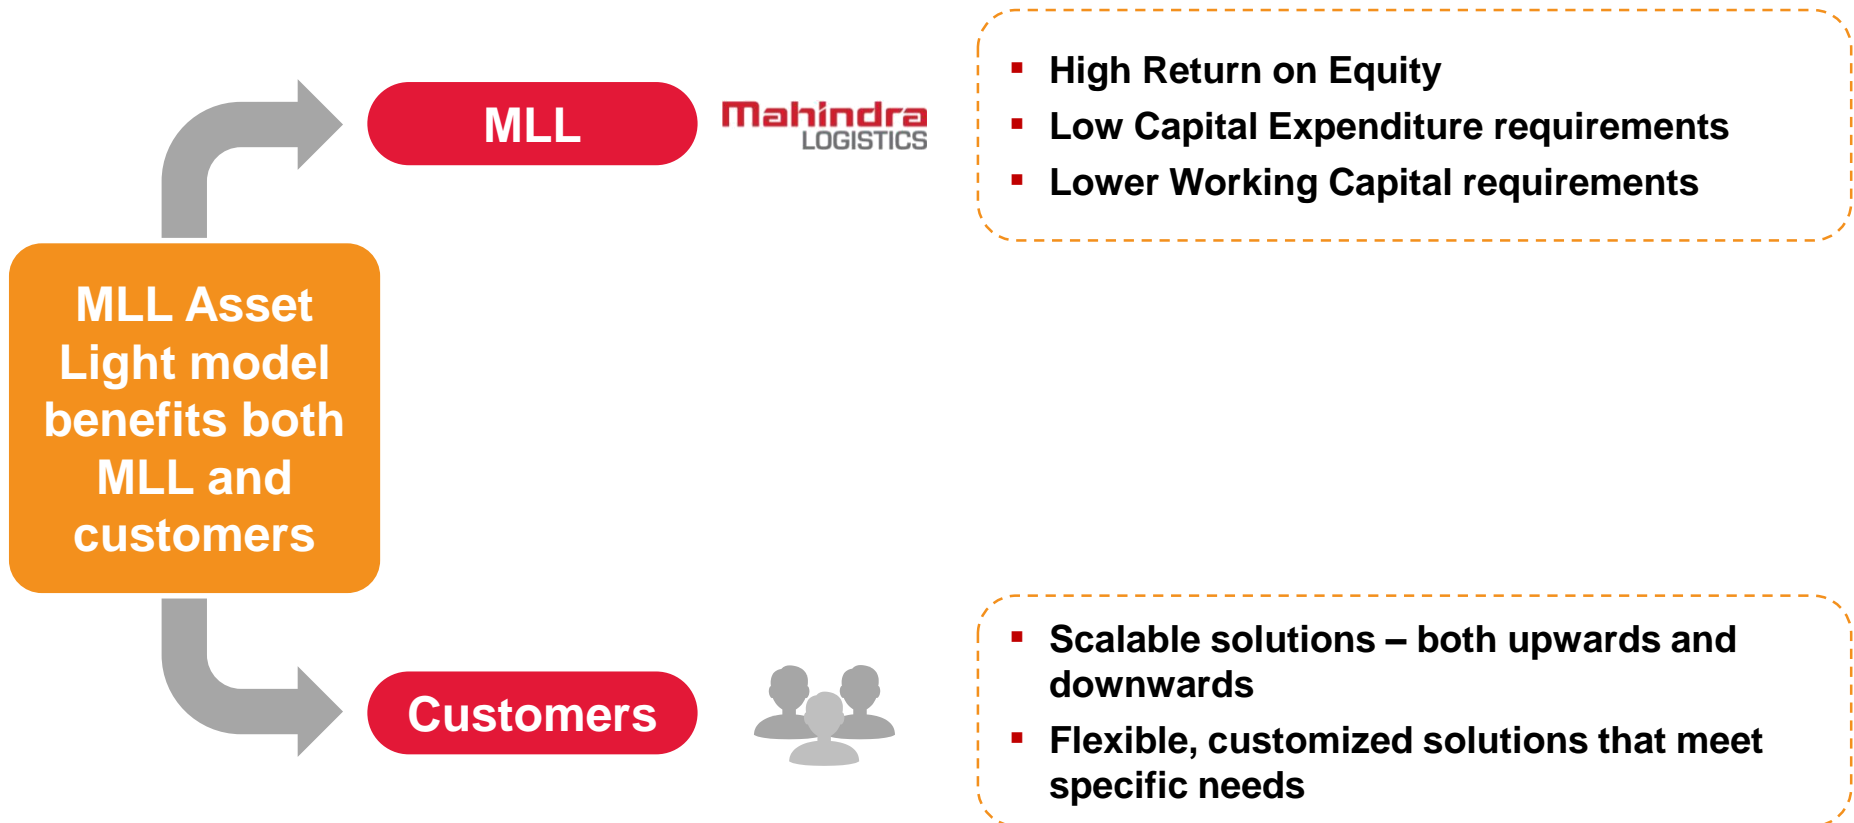 MLL Asset
Light model
benefits both
MLL and
customers
MLL
Mahindra
LOGISTICS
▪ High Return on Equity
▪ Low Capital Expenditure requirements
▪ Lower Working Capital requirements
Customers
▪ Scalable solutions – both upwards and
downwards
▪ Flexible, customized solutions that meet
specific needs